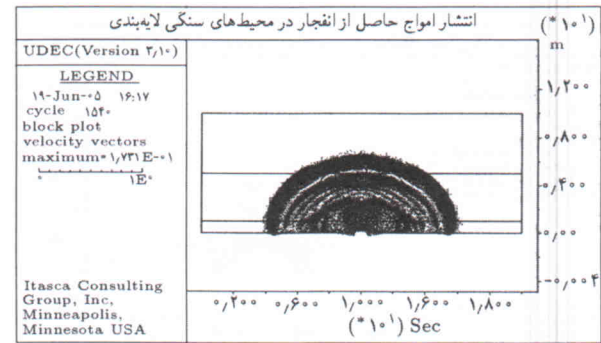 انتشار امواج حاصل از انفجار در محیط‌های سنگی لایه‌بندی
(*۱۰^۱)
m
UDEC(Version ۳٫۱۰)
LEGEND
۱۹-Jun-۰۵ ۱۶:۱۷
cycle ۱۵۴۰
block plot
velocity vectors
maximum= ۱٫۷۳۱ E-۰۱
۰ ۱E۰
۱٫۲۰۰
۰٫۸۰۰
۰٫۴۰۰
۰٫۰۰
-۰٫۰۰۴
Itasca Consulting
Group, Inc,
Minneapolis,
Minnesota USA
۰٫۲۰۰ ۰٫۶۰۰ ۱٫۰۰۰ ۱٫۶۰۰ ۱٫۸۰۰
(*۱۰^۱) Sec